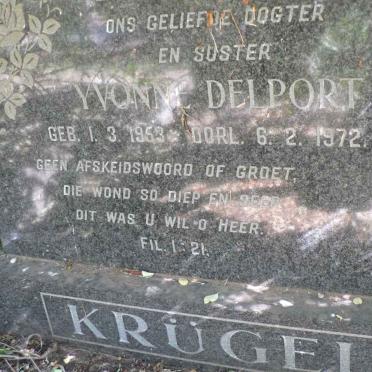 ONS GELIEFDE DOGTER
EN SUSTER
YVONNE DELPORT
GEB. 1. 3. 1953 OORL. 6. 2. 1972.
GEEN AFSKEIDSWOORD OF GROET,
DIE WOND SO DIEP EN SEER
DIT WAS U WIL O HEER.
FIL. 1 : 21.
KRÜGEL